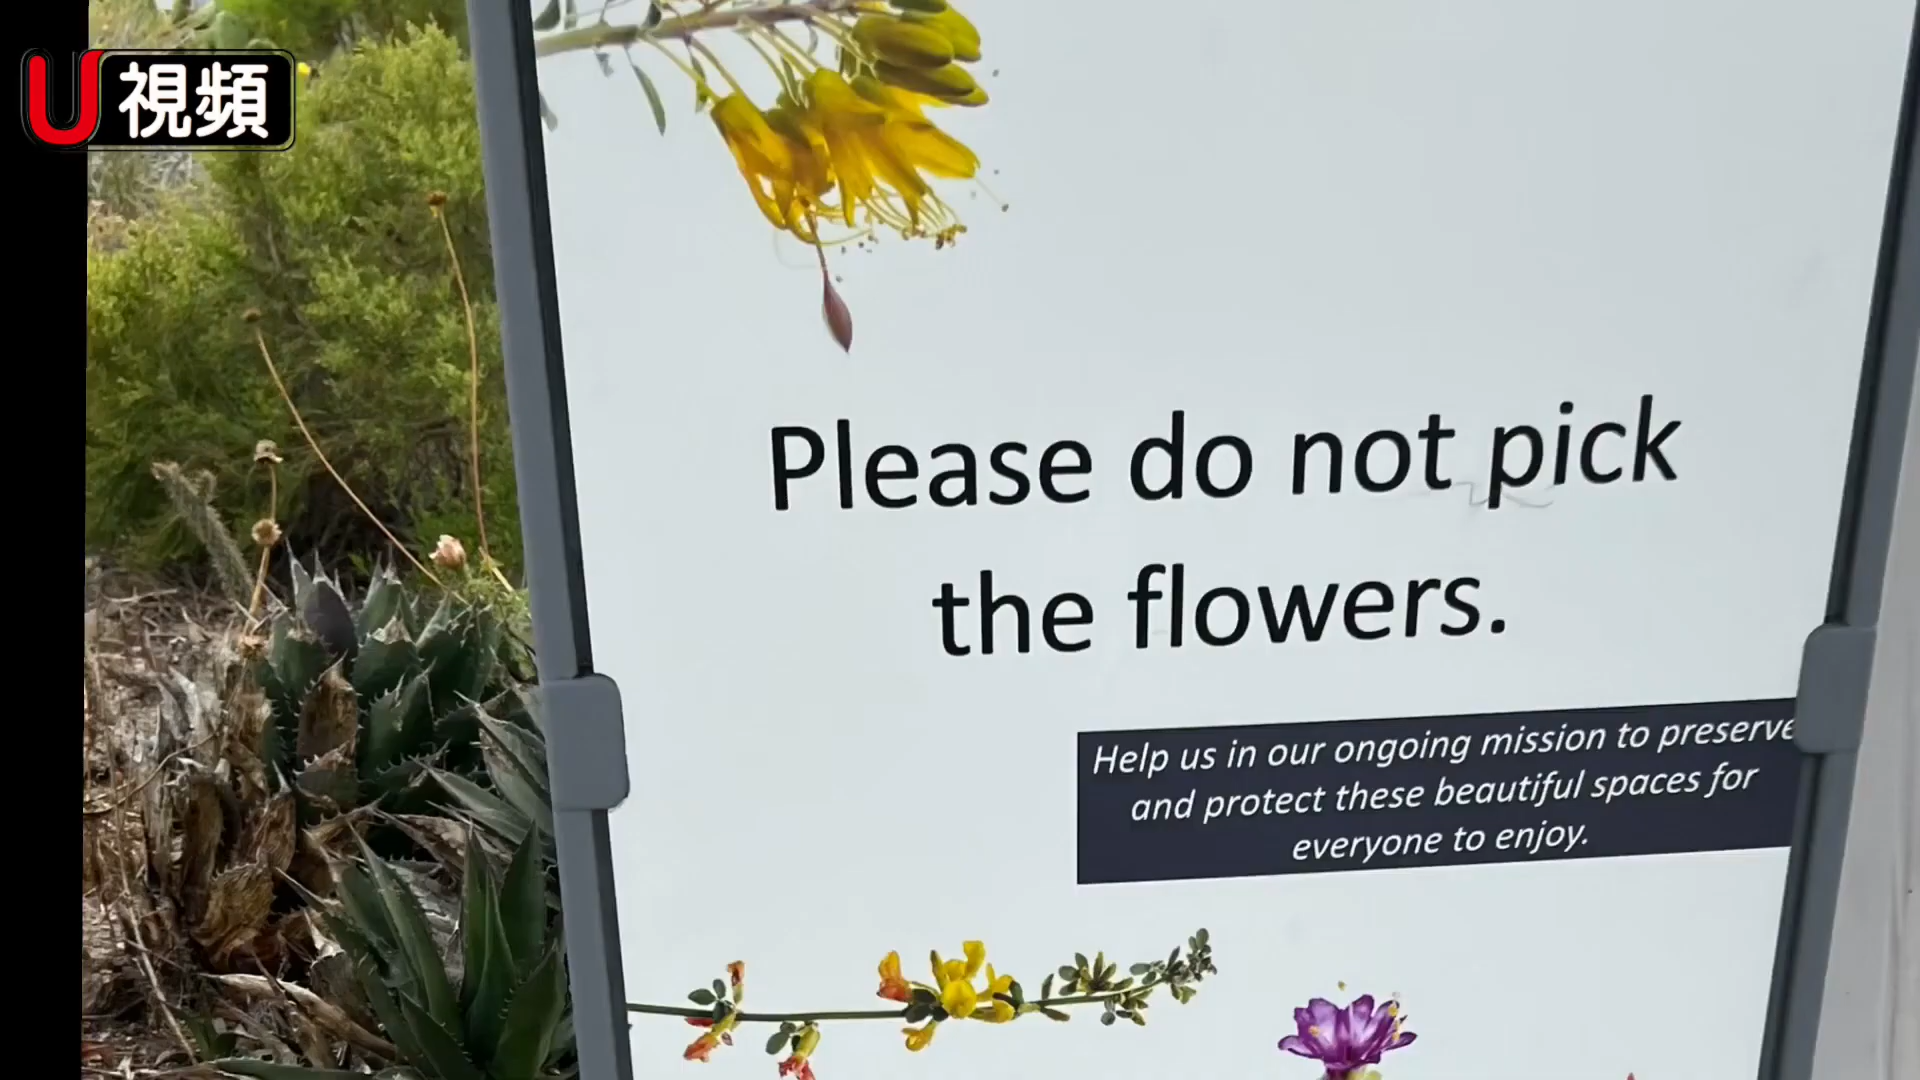 U視頻
Please do not pick
the flowers.
Help us in our ongoing mission to preserve
and protect these beautiful spaces for
everyone to enjoy.